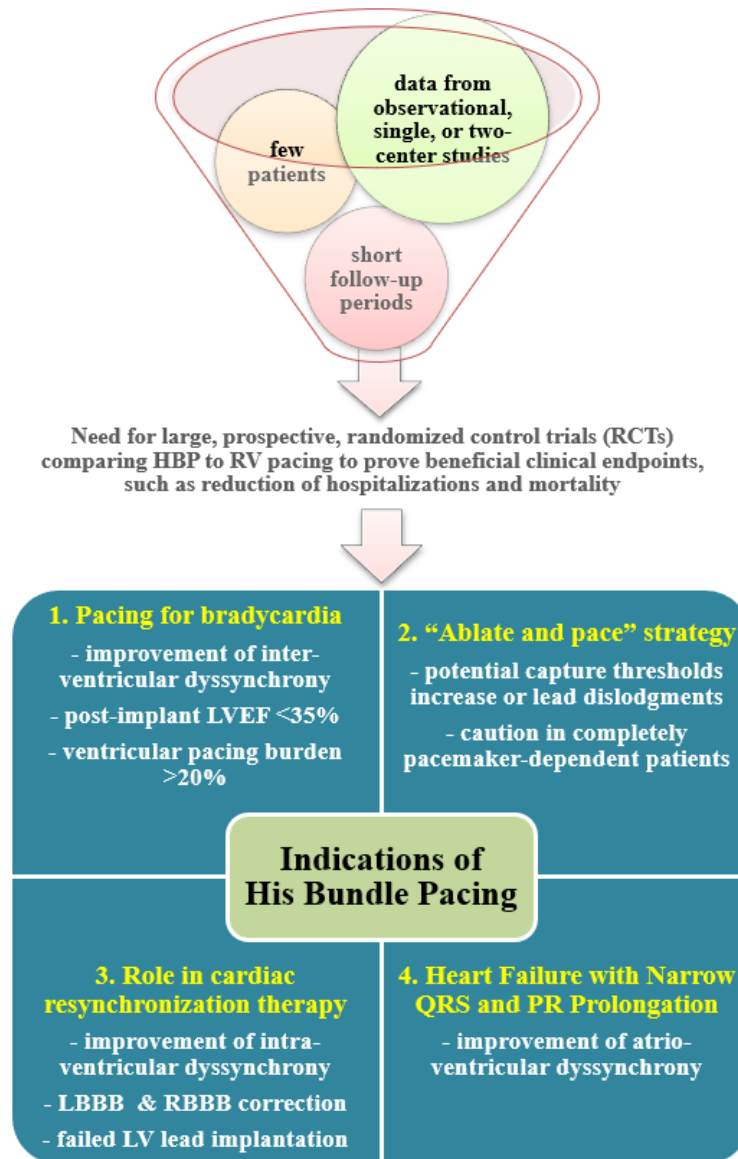 data from
observational,
single, or two-
center studies
few
patients
short
follow-up
periods
Need for large, prospective, randomized control trials (RCTs)
comparing HBP to RV pacing to prove beneficial clinical endpoints,
such as reduction of hospitalizations and mortality
1. Pacing for bradycardia
- improvement of inter-
ventricular dyssynchrony
- post-implant LVEF <35%
- ventricular pacing burden
>20%
2. “Ablate and pace” strategy
- potential capture thresholds
increase or lead dislodgments
- caution in completely
pacemaker-dependent patients
Indications of
His Bundle Pacing
3. Role in cardiac
resynchronization therapy
- improvement of intra-
ventricular dyssynchrony
- LBBB & RBBB correction
- failed LV lead implantation
4. Heart Failure with Narrow
QRS and PR Prolongation
- improvement of atrio-
ventricular dyssynchrony